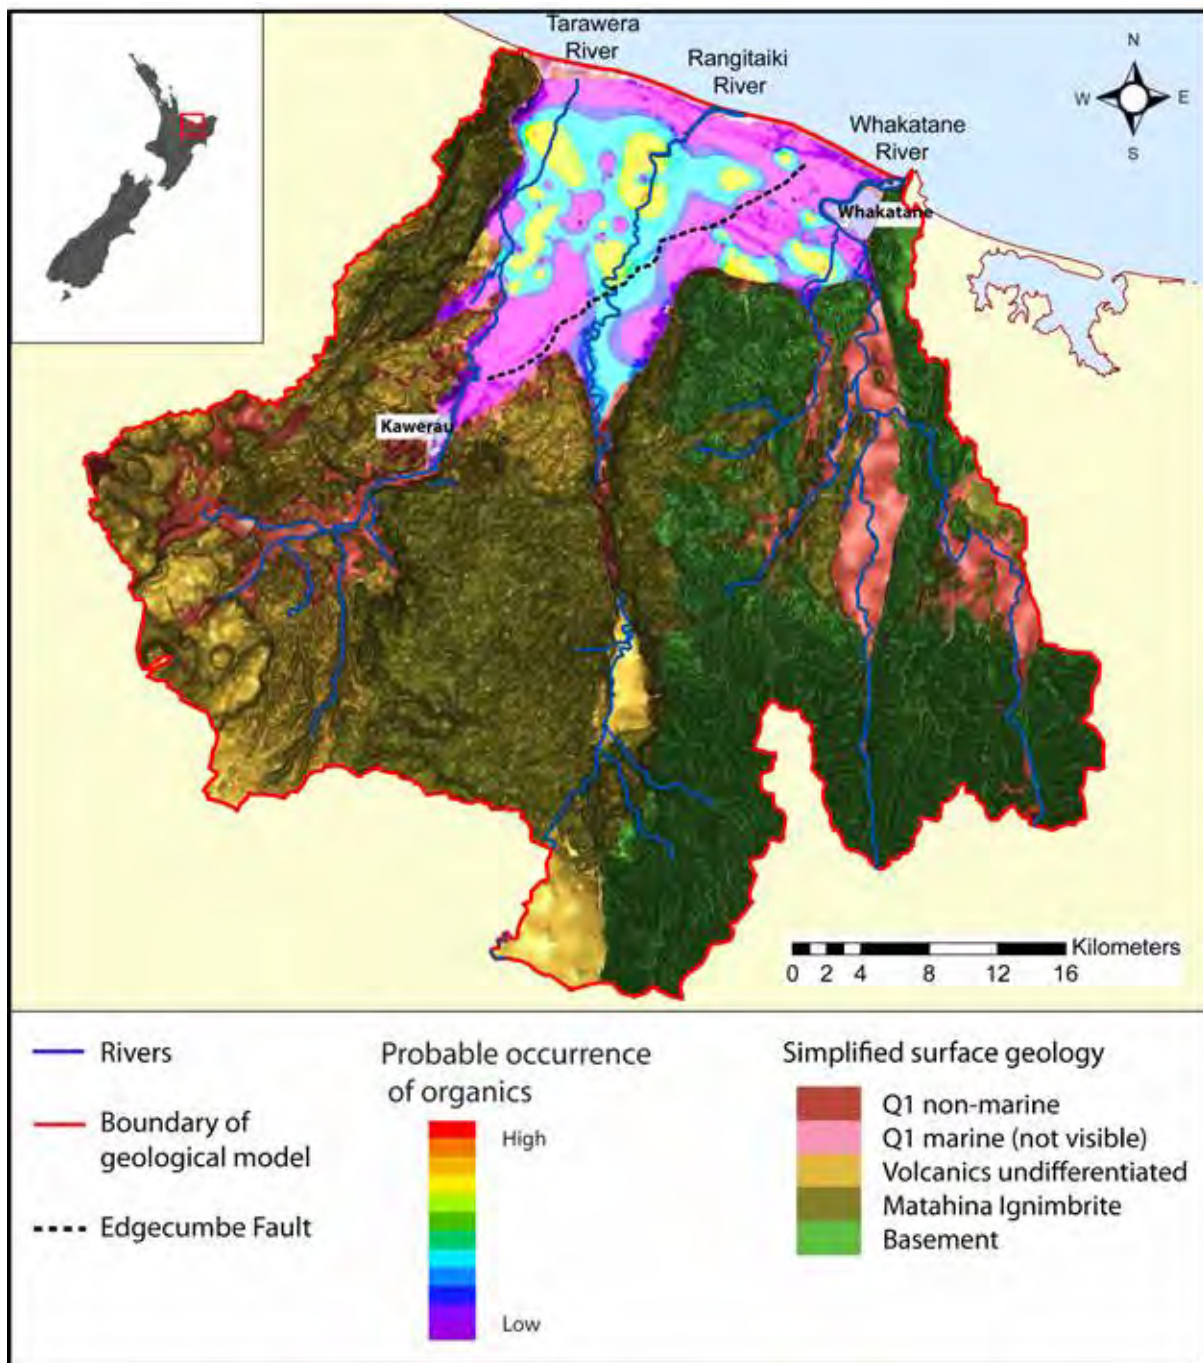 Tarawera
River
Rangitaiki
River
Whakatane
River
N
W
E
S
Whakatane
Kawerau
Kilometers
0 2 4 8 12 16
Rivers
Boundary of
geological model
Edgecumbe Fault
Probable occurrence
of organics
High
Low
Simplified surface geology
Q1 non-marine
Q1 marine (not visible)
Volcanics undifferentiated
Matahina Ignimbrite
Basement